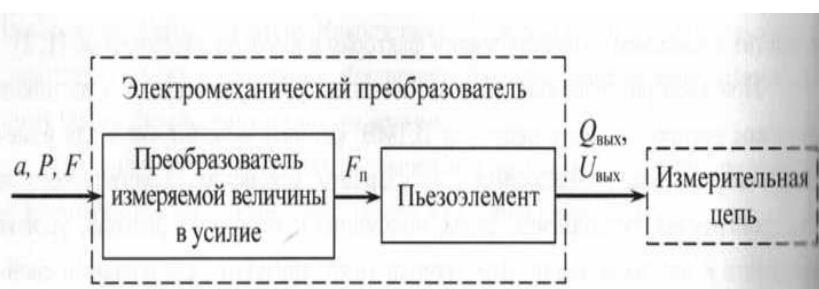 Электромеханический преобразователь
a, P, F
Преобразователь
измеряемой величины
в усилие
Fп
Пьезоэлемент
Qвых,
Uвых
Измерительная
цепь